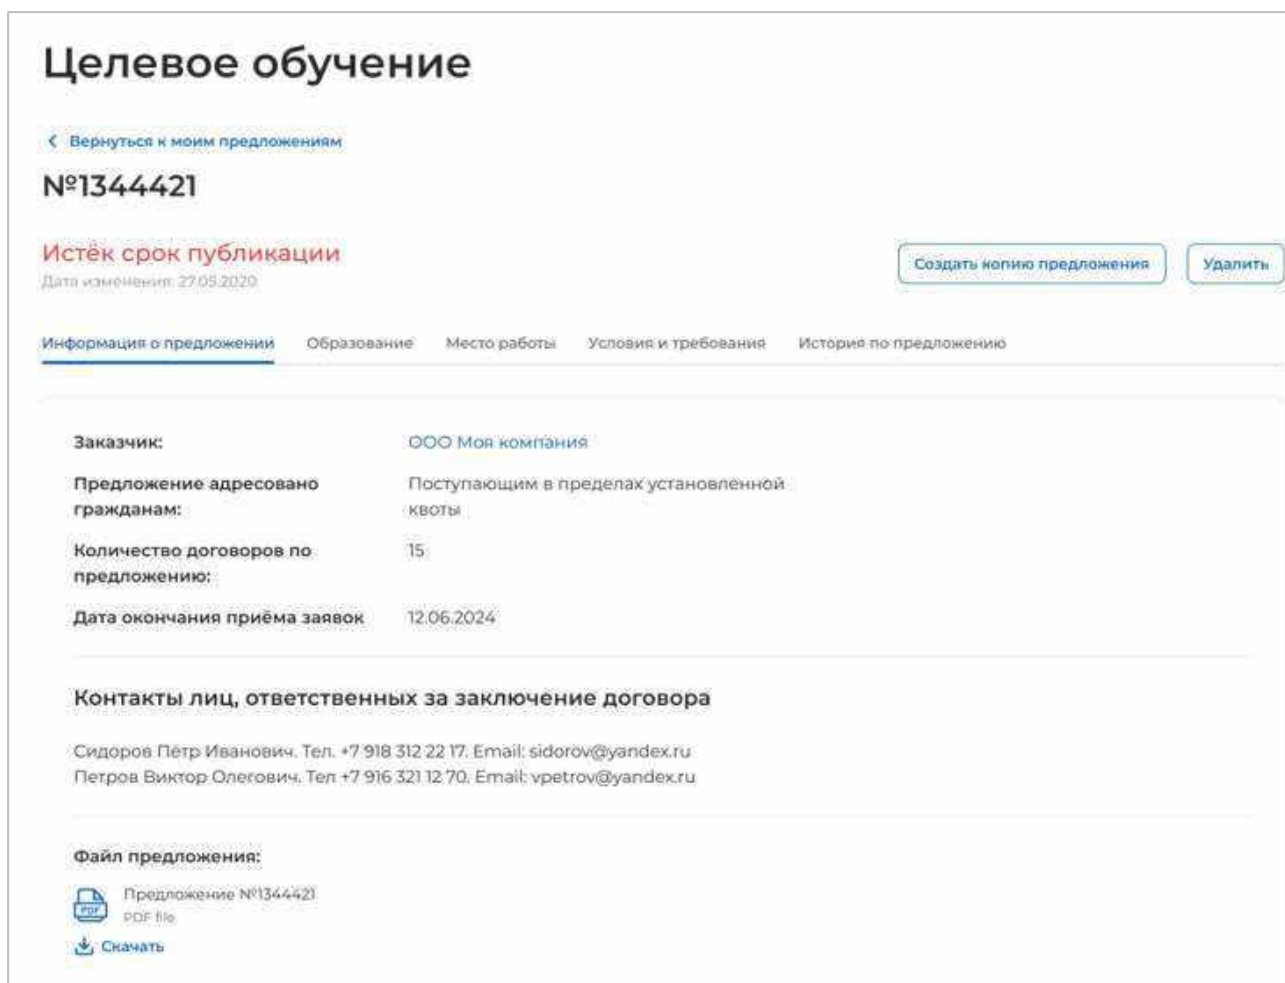 Целевое обучение
Вернуться к моим предложениям
№1344421
Истёк срок публикации
Создать копию предложения
Удалить
Дата изменения: 27.05.2020
Информация о предложении
Образование
Место работы
Условия и требования
История по предложению
Заказчик:
ООО Моя компания
Предложение адресовано
гражданам:
Поступающим в пределах установленной
квоты
Количество договоров по
предложению:
15
Дата окончания приёма заявок
12.06.2024
Контакты лиц, ответственных за заключение договора
Сидоров Пётр Иванович. Тел. +7 918 312 22 17. Email: sidorov@yandex.ru
Петров Виктор Олегович. Тел +7 916 321 12 70. Email: vpetrov@yandex.ru
Файл предложения:
PDF
Предложение №1344421
PDF file
Скачать